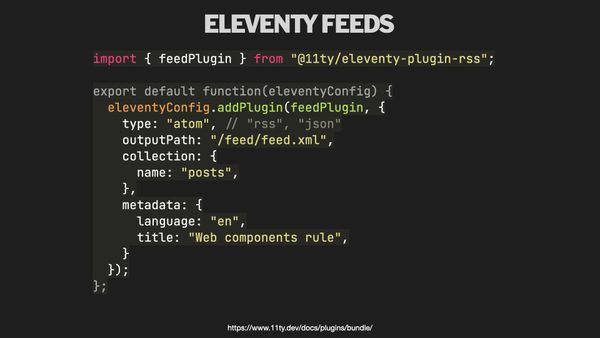 ELEVENTY FEEDS
import { feedPlugin } from "@11ty/eleventy-plugin-rss";
export default function(eleventyConfig) {
eleventyConfig.addPlugin(feedPlugin, {
type: "atom", // "rss", "json"
outputPath: "/feed/feed.xml",
collection: {
name: "posts",
},
metadata: {
language: "en",
title: "Web components rule",
}
});
};
https://www.11ty.dev/docs/plugins/bundle/